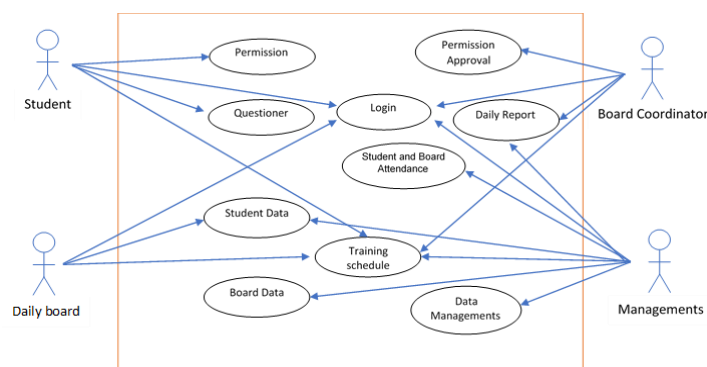 Permission
Permission
Approval
Student
Questioner
Login
Daily Report
Board Coordinator
Student and Board
Attendance
Student Data
Training
schedule
Daily board
Board Data
Data
Managements
Managements